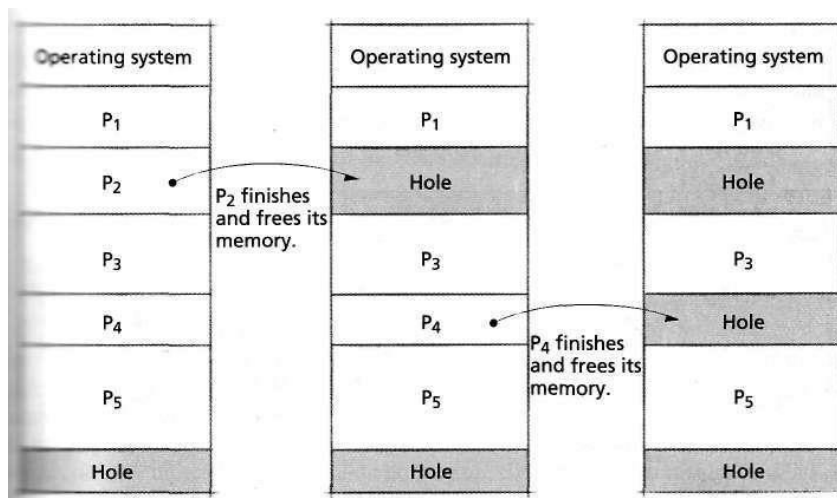 Operating system
P1
P2
P3
P4
P5
Hole
P2 finishes
and frees its
memory.
Operating system
P1
Hole
P3
P4
P5
Hole
P4 finishes
and frees its
memory.
Operating system
P1
Hole
P3
Hole
P5
Hole